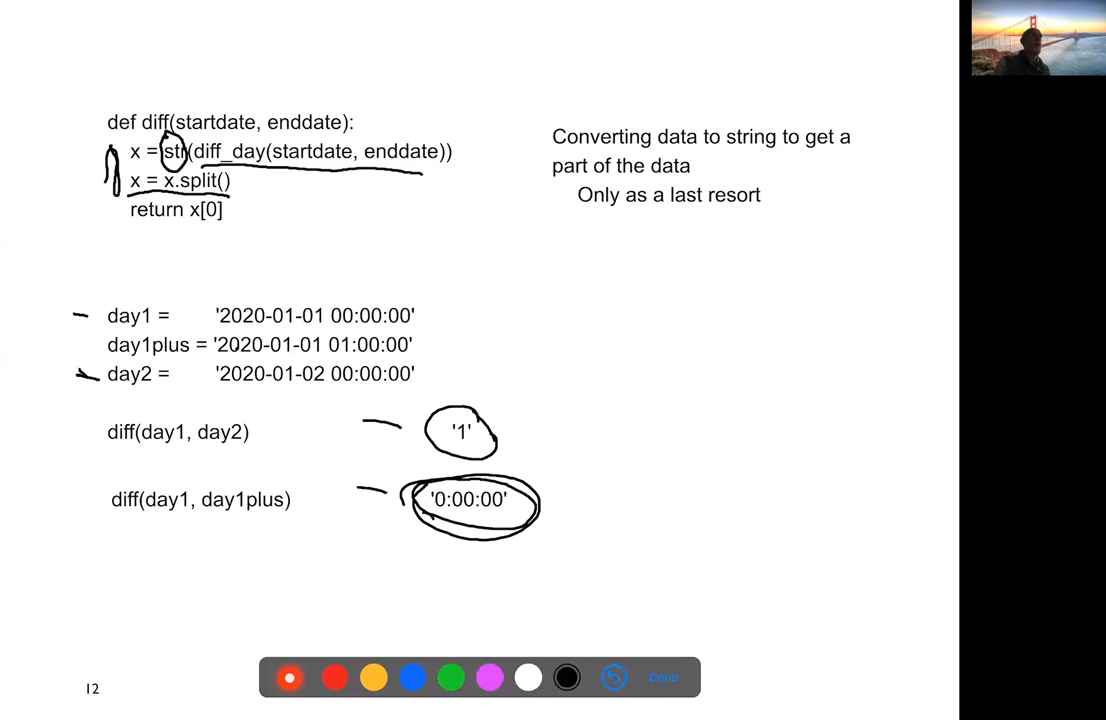 def diff(startdate, enddate):
x = str(diff_day(startdate, enddate))
x = x.split()
return x[0]
Converting data to string to get a
part of the data
Only as a last resort
day1 = '2020-01-01 00:00:00'
day1plus = '2020-01-01 01:00:00'
day2 = '2020-01-02 00:00:00'
diff(day1, day2) '1'
diff(day1, day1plus) '0:00:00'
12
Done